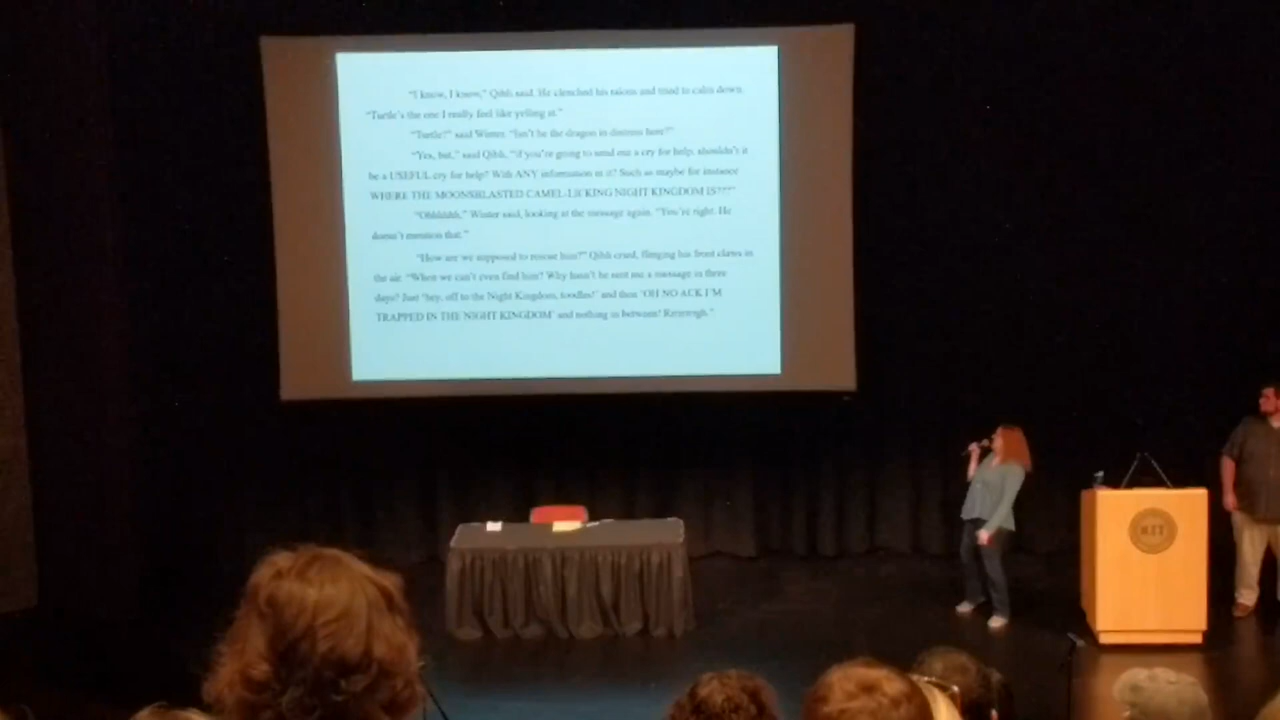 "I know, I know," Qibli said. He clenched his talons and tried to calm down.
"Turtle's the one I really feel like yelling at."
"Turtle?" said Winter. "Isn't he the dragon in distress here?"
"Yes, but," said Qibli, "if you're going to send me a cry for help, shouldn't it
be a USEFUL cry for help? With ANY information in it? Such as maybe for instance
WHERE THE MOONSBLASTED CAMEL-LICKING NIGHT KINGDOM IS???"
Winter said, looking at the message again. "You're right. He
doesn't mention that."
"How are we supposed to rescue him?" Qibli cried, flinging his front claws in
the air. "When we can't even find him? Why hasn't he sent me a message in three
days? Just 'hey, off to the Night Kingdom, toodles!' and then 'OH NO ACK I'M
TRAPPED IN THE NIGHT KINGDOM' and nothing in between?
RIT